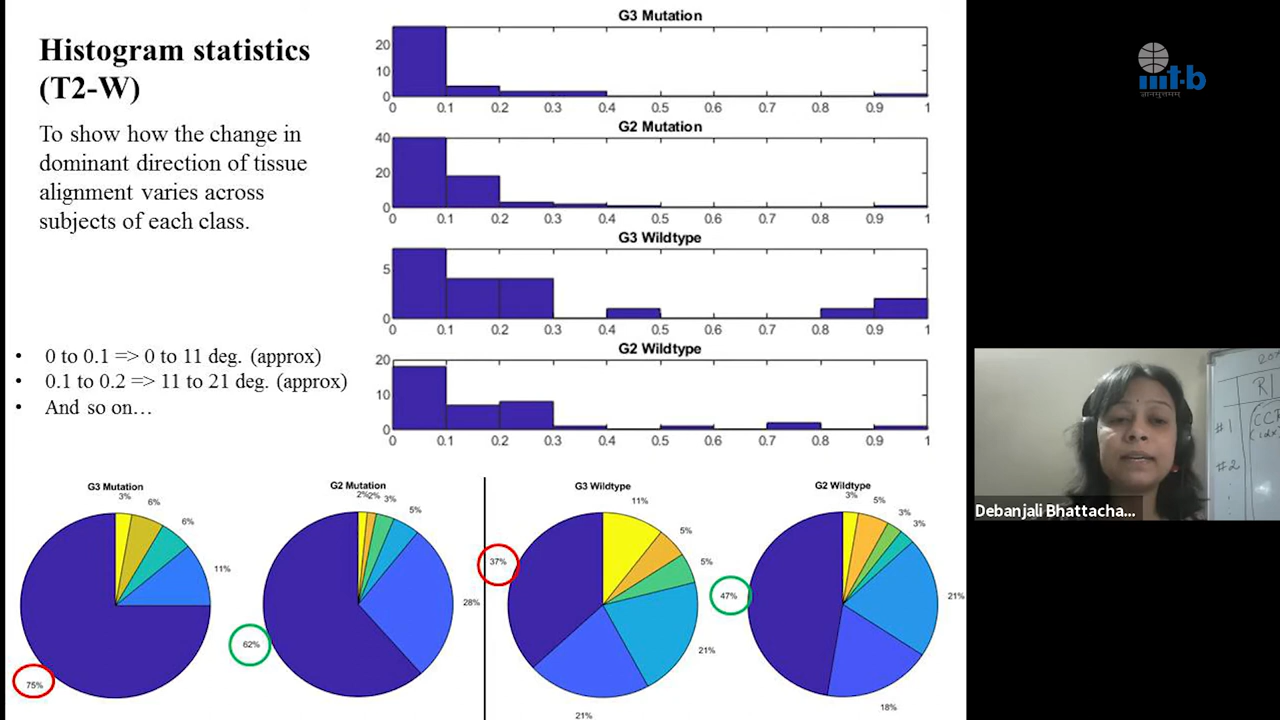 Histogram statistics
(T2-W)
To show how the change in
dominant direction of tissue
alignment varies across
subjects of each class.
• 0 to 0.1 => 0 to 11 deg. (approx)
• 0.1 to 0.2 => 11 to 21 deg. (approx)
• And so on…
G3 Mutation
20
10
0
0 0.1 0.2 0.3 0.4 0.5 0.6 0.7 0.8 0.9 1
G2 Mutation
40
20
0
0 0.1 0.2 0.3 0.4 0.5 0.6 0.7 0.8 0.9 1
G3 Wildtype
5
0
0 0.1 0.2 0.3 0.4 0.5 0.6 0.7 0.8 0.9 1
G2 Wildtype
20
10
0
0 0.1 0.2 0.3 0.4 0.5 0.6 0.7 0.8 0.9 1
G3 Mutation
3%
6%
6%
11%
75%
G2 Mutation
2% 2% 3%
5%
28%
62%
G3 Wildtype
11%
5%
5%
21%
21%
37%
G2 Wildtype
3%
5%
3%
3%
21%
18%
47%
iiit-b
ज्ञानमुत्तमम्
R
#1
#2
Debanjali Bhattacha...